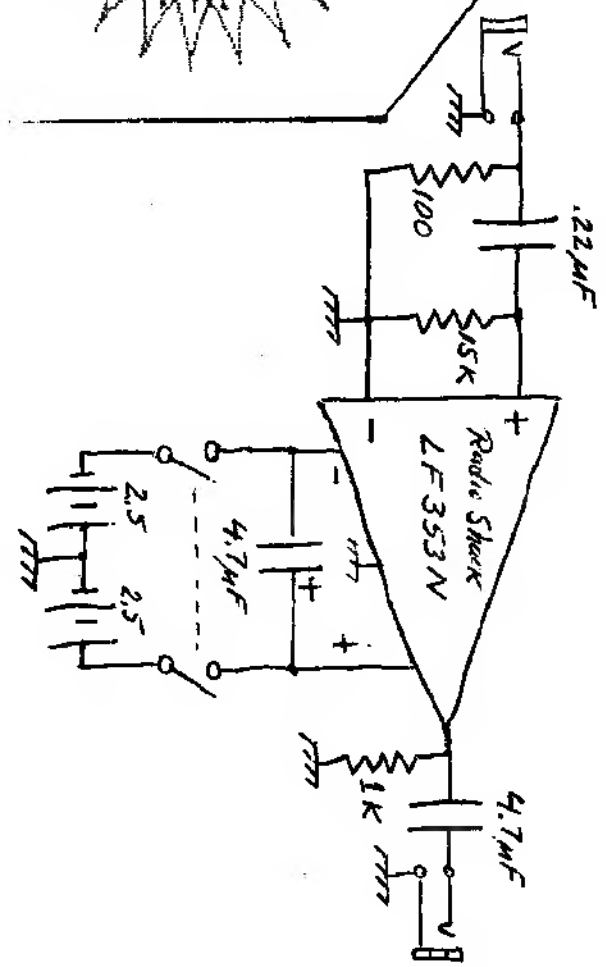 .22µF
100
15K
+
−
Radio Shack
LF353N
−
+
4.7µF
+
2.5
2.5
1K
4.7µF